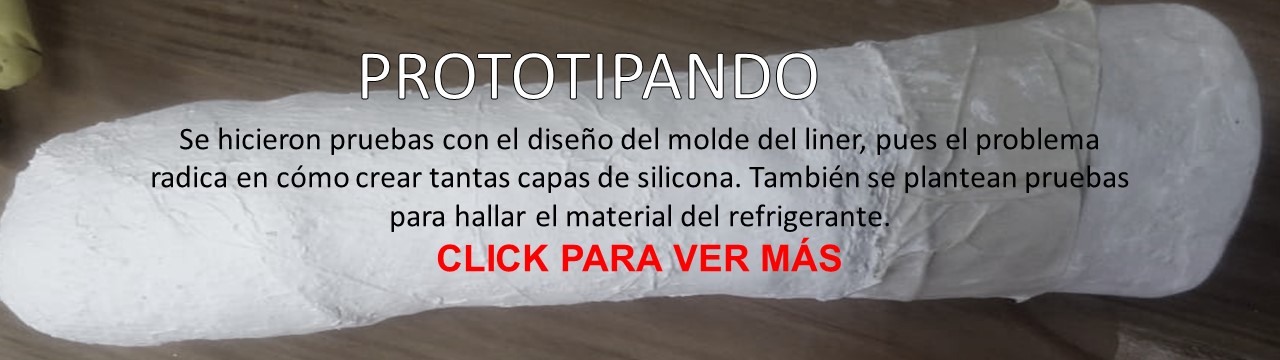 PROTOTIPANDO
Se hicieron pruebas con el diseño del molde del liner, pues el problema
radica en cómo crear tantas capas de silicona. También se plantean pruebas
para hallar el material del refrigerante.
CLICK PARA VER MÁS